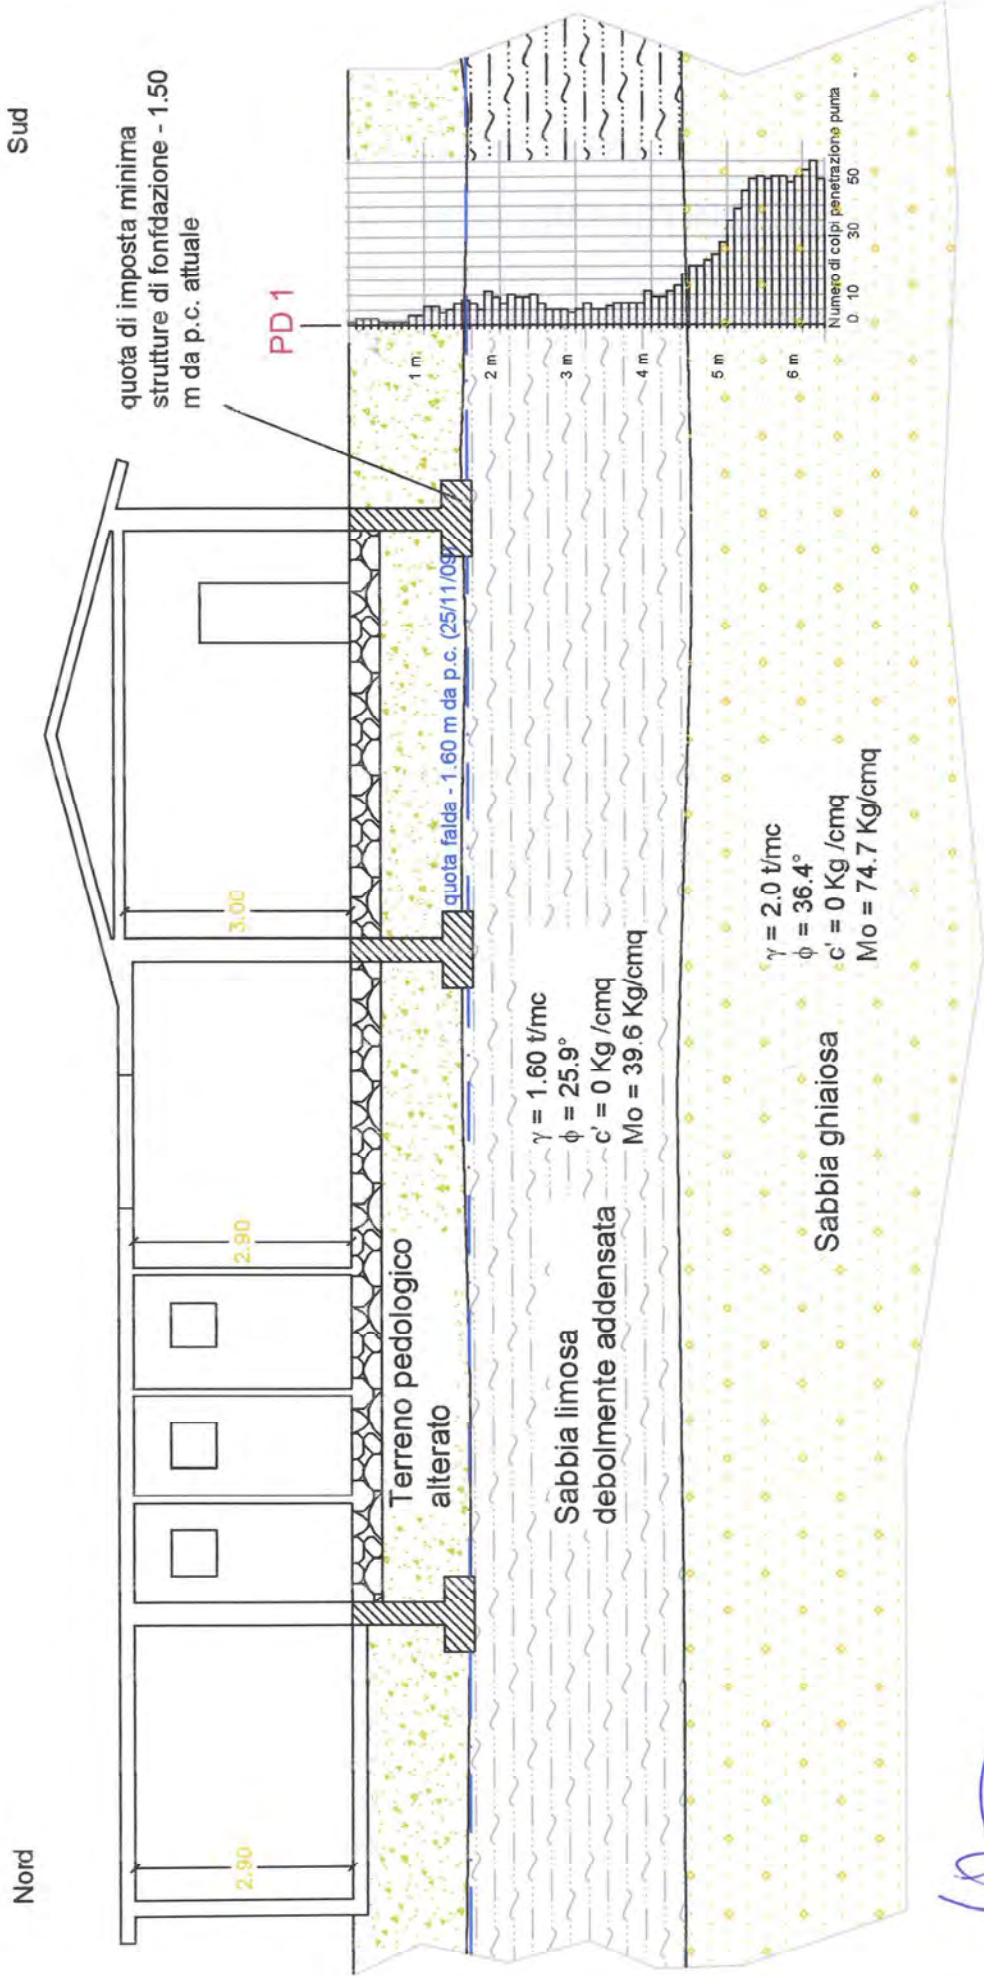 Nord
Sud
quota di imposta minima
strutture di fonfdazione - 1.50
m da p.c. attuale
PD 1
2.90
2.90
3.00
quota falda - 1.60 m da p.c. (25/11/09)
Terreno pedologico
alterato
1 m
2 m
3 m
4 m
5 m
6 m
Sabbia limosa
debolmente addensata
γ = 1.60 t/mc
ϕ = 25.9°
c' = 0 Kg /cmq
Mo = 39.6 Kg/cmq
Sabbia ghiaiosa
γ = 2.0 t/mc
ϕ = 36.4°
c' = 0 Kg /cmq
Mo = 74.7 Kg/cmq
0 10 30 50
Numero di colpi penetrazione punta